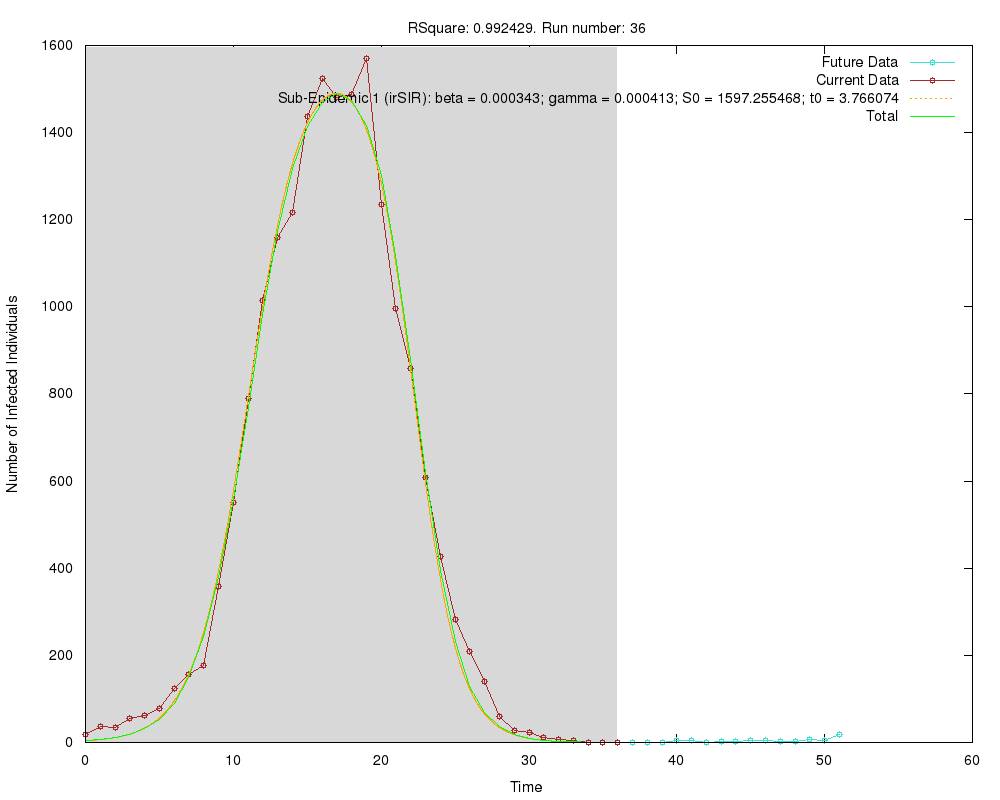 RSquare: 0.992429. Run number: 36
1600
1400
1200
1000
800
600
400
200
0
Number of Infected Individuals
Future Data
Current Data
Sub-Epidemic 1 (irSIR): beta = 0.000343; gamma = 0.000413; S0 = 1597.255468; t0 = 3.766074
Total
0 10 20 30 40 50 60
Time